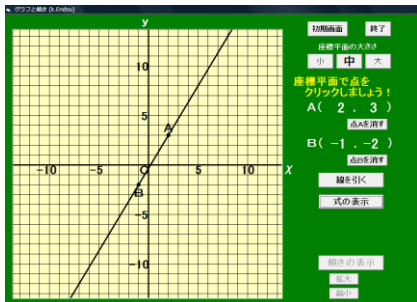 グラフと傾き (k.Endou)
y
初期画面 終了
座標平面の大きさ
小 中 大
座標平面で点を
クリックしましょう!
A( 2 . 3 )
点Aを消す
B( -1 . -2 )
点Bを消す
線を引く
式の表示
傾きの表示
拡大
縮小
10
5
A
-10 -5 O 5 10 X
B
-5
-10